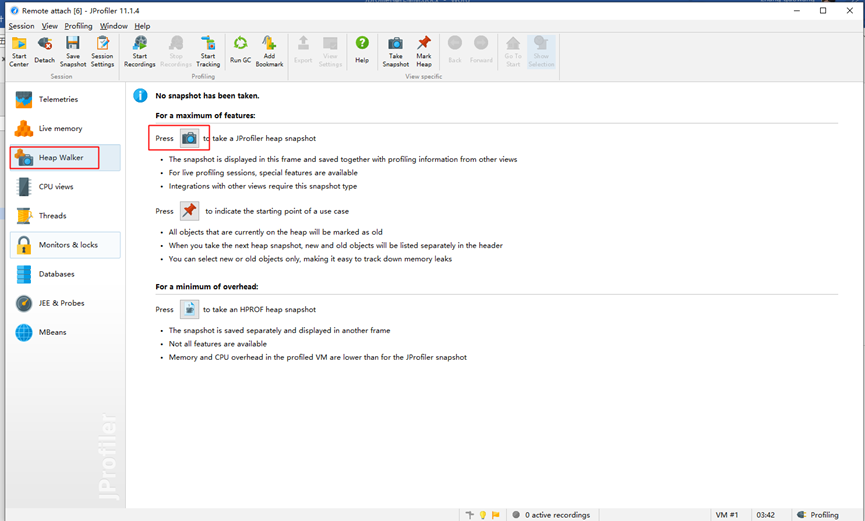 Remote attach [6] - JProfiler 11.1.4
Session View Profiling Window Help
Start Center
Detach
Save Snapshot
Session Settings
Start Recordings
Stop Recordings
Start Tracking
Run GC
Add Bookmark
Export
View Settings
Help
Take Snapshot
Mark Heap
Back
Forward
Go To Start
Show Selection
Session
Profiling
View specific
Telemetries
Live memory
Heap Walker
CPU views
Threads
Monitors & locks
Databases
JEE & Probes
MBeans
JProfiler
No snapshot has been taken.
For a maximum of features:
Press to take a JProfiler heap snapshot
• The snapshot is displayed in this frame and saved together with profiling information from other views
• For live profiling sessions, special features are available
• Integrations with other views require this snapshot type
Press to indicate the starting point of a use case
• All objects that are currently on the heap will be marked as old
• When you take the next heap snapshot, new and old objects will be listed separately in the header
• You can select new or old objects only, making it easy to track down memory leaks
For a minimum of overhead:
Press to take an HPROF heap snapshot
• The snapshot is saved separately and displayed in another frame
• Not all features are available
• Memory and CPU overhead in the profiled VM are lower than for the JProfiler snapshot
0 active recordings
VM #1
03:42
Profiling